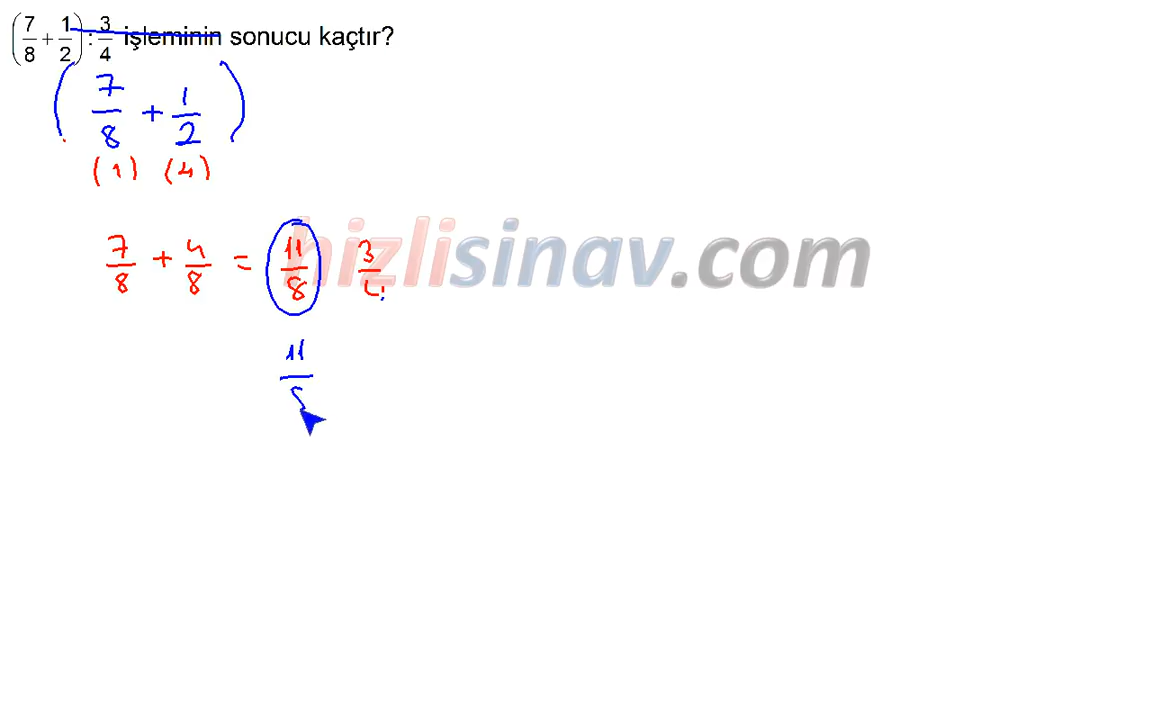 (7/8 + 1/2) : 3/4 işleminin sonucu kaçtır?
( 7/8 + 1/2 )
(1) (4)
7/8 + 4/8 = 11/8 3/4
hizlisinav.com
11/